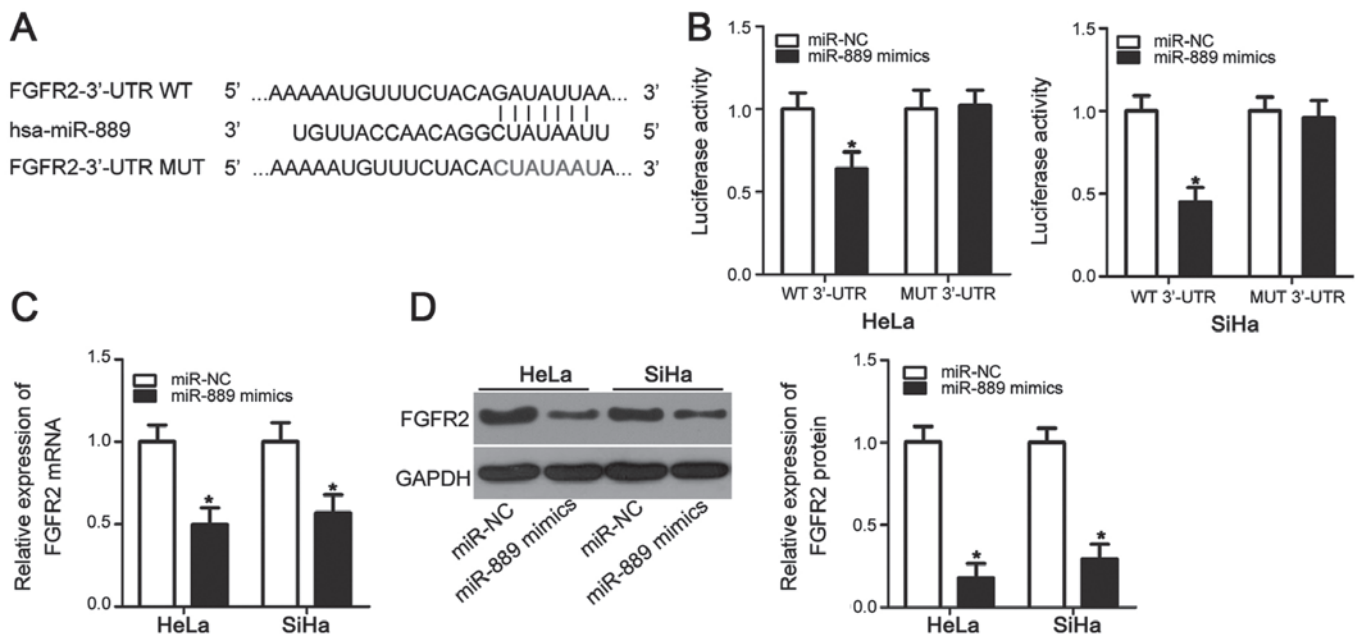 A
FGFR2-3'-UTR WT 5' ...AAAAAUGUUUCUACAGAUAUUAA... 3'
hsa-miR-889 3' UGUUACCAACAGGCUAUAAUU 5'
FGFR2-3'-UTR MUT 5' ...AAAAAUGUUUCUACACUAUAAUA... 3'
B
miR-NC
miR-889 mimics
Luciferase activity
1.5
1.0
0.5
0.0
*
WT 3'-UTR MUT 3'-UTR
HeLa
miR-NC
miR-889 mimics
Luciferase activity
1.5
1.0
0.5
0.0
*
WT 3'-UTR MUT 3'-UTR
SiHa
C
miR-NC
miR-889 mimics
Relative expression of
FGFR2 mRNA
1.5
1.0
0.5
0.0
* *
HeLa SiHa
D
HeLa SiHa
FGFR2
GAPDH
miR-NC
miR-889 mimics
miR-NC
miR-889 mimics
miR-NC
miR-889 mimics
Relative expression of
FGFR2 protein
1.5
1.0
0.5
0.0
* *
HeLa SiHa